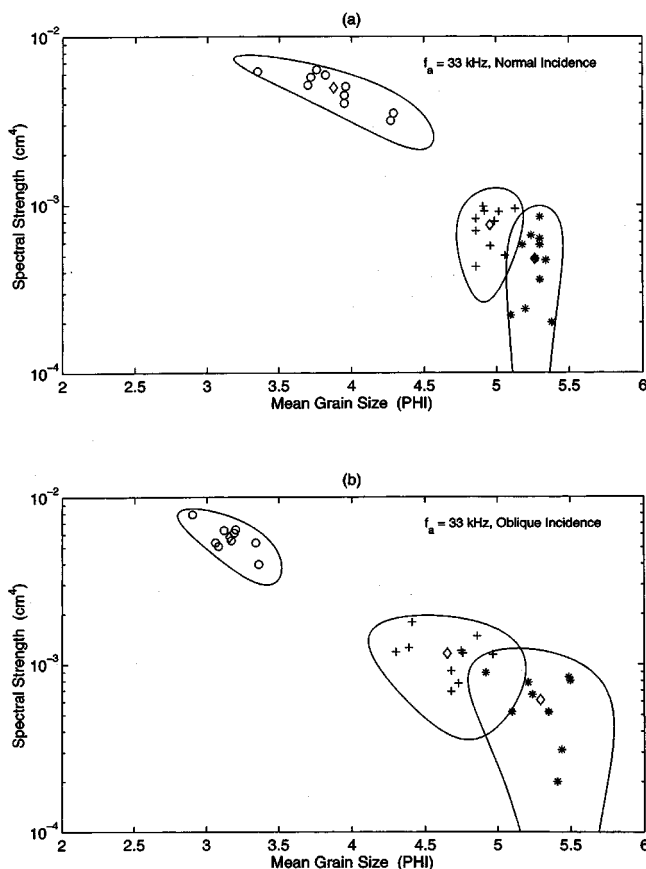 (a)
f_a = 33 kHz, Normal Incidence
Spectral Strength (cm^4)
10^-2
10^-3
10^-4
2 2.5 3 3.5 4 4.5 5 5.5 6
Mean Grain Size (PHI)
(b)
f_a = 33 kHz, Oblique Incidence
Spectral Strength (cm^4)
10^-2
10^-3
10^-4
2 2.5 3 3.5 4 4.5 5 5.5 6
Mean Grain Size (PHI)